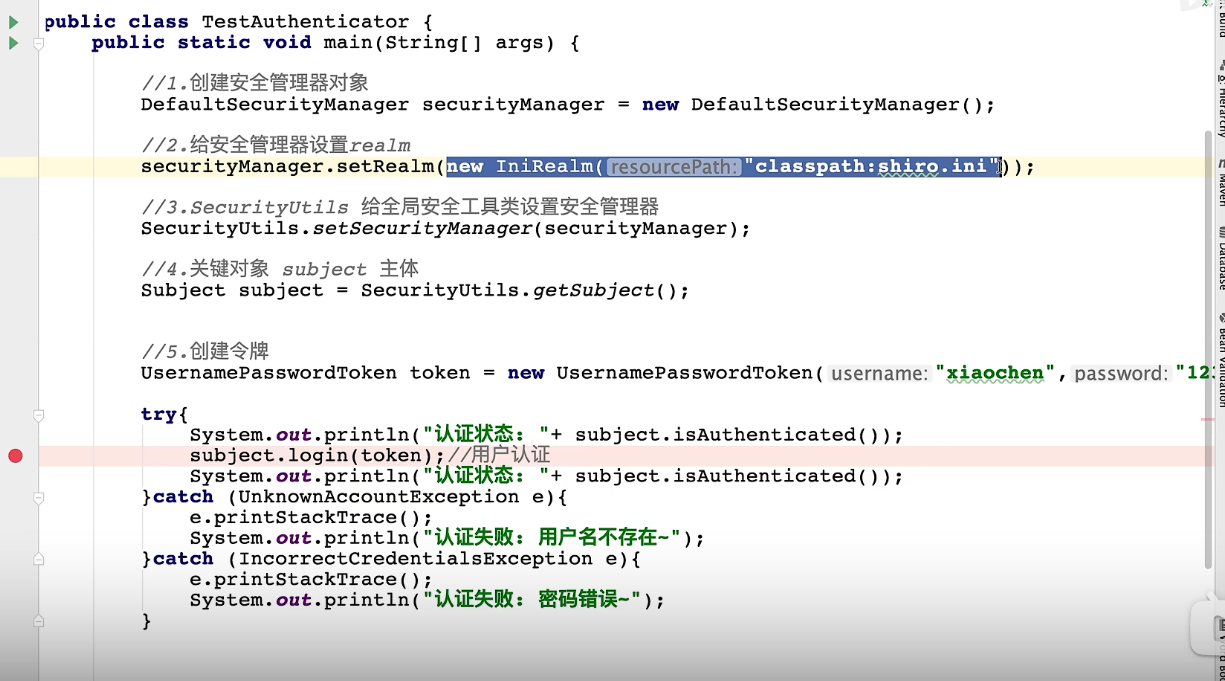 public class TestAuthenticator {
public static void main(String[] args) {
//1.创建安全管理器对象
DefaultSecurityManager securityManager = new DefaultSecurityManager();
//2.给安全管理器设置realm
securityManager.setRealm(new IniRealm( resourcePath: "classpath:shiro.ini"));
//3.SecurityUtils 给全局安全工具类设置安全管理器
SecurityUtils.setSecurityManager(securityManager);
//4.关键对象 subject 主体
Subject subject = SecurityUtils.getSubject();
//5.创建令牌
UsernamePasswordToken token = new UsernamePasswordToken( username: "xiaochen", password: "12
try{
System.out.println("认证状态: "+ subject.isAuthenticated());
subject.login(token);//用户认证
System.out.println("认证状态: "+ subject.isAuthenticated());
}catch (UnknownAccountException e){
e.printStackTrace();
System.out.println("认证失败: 用户名不存在~");
}catch (IncorrectCredentialsException e){
e.printStackTrace();
System.out.println("认证失败: 密码错误~");
}
Hierarchy
Maven
Database
Bean Validation